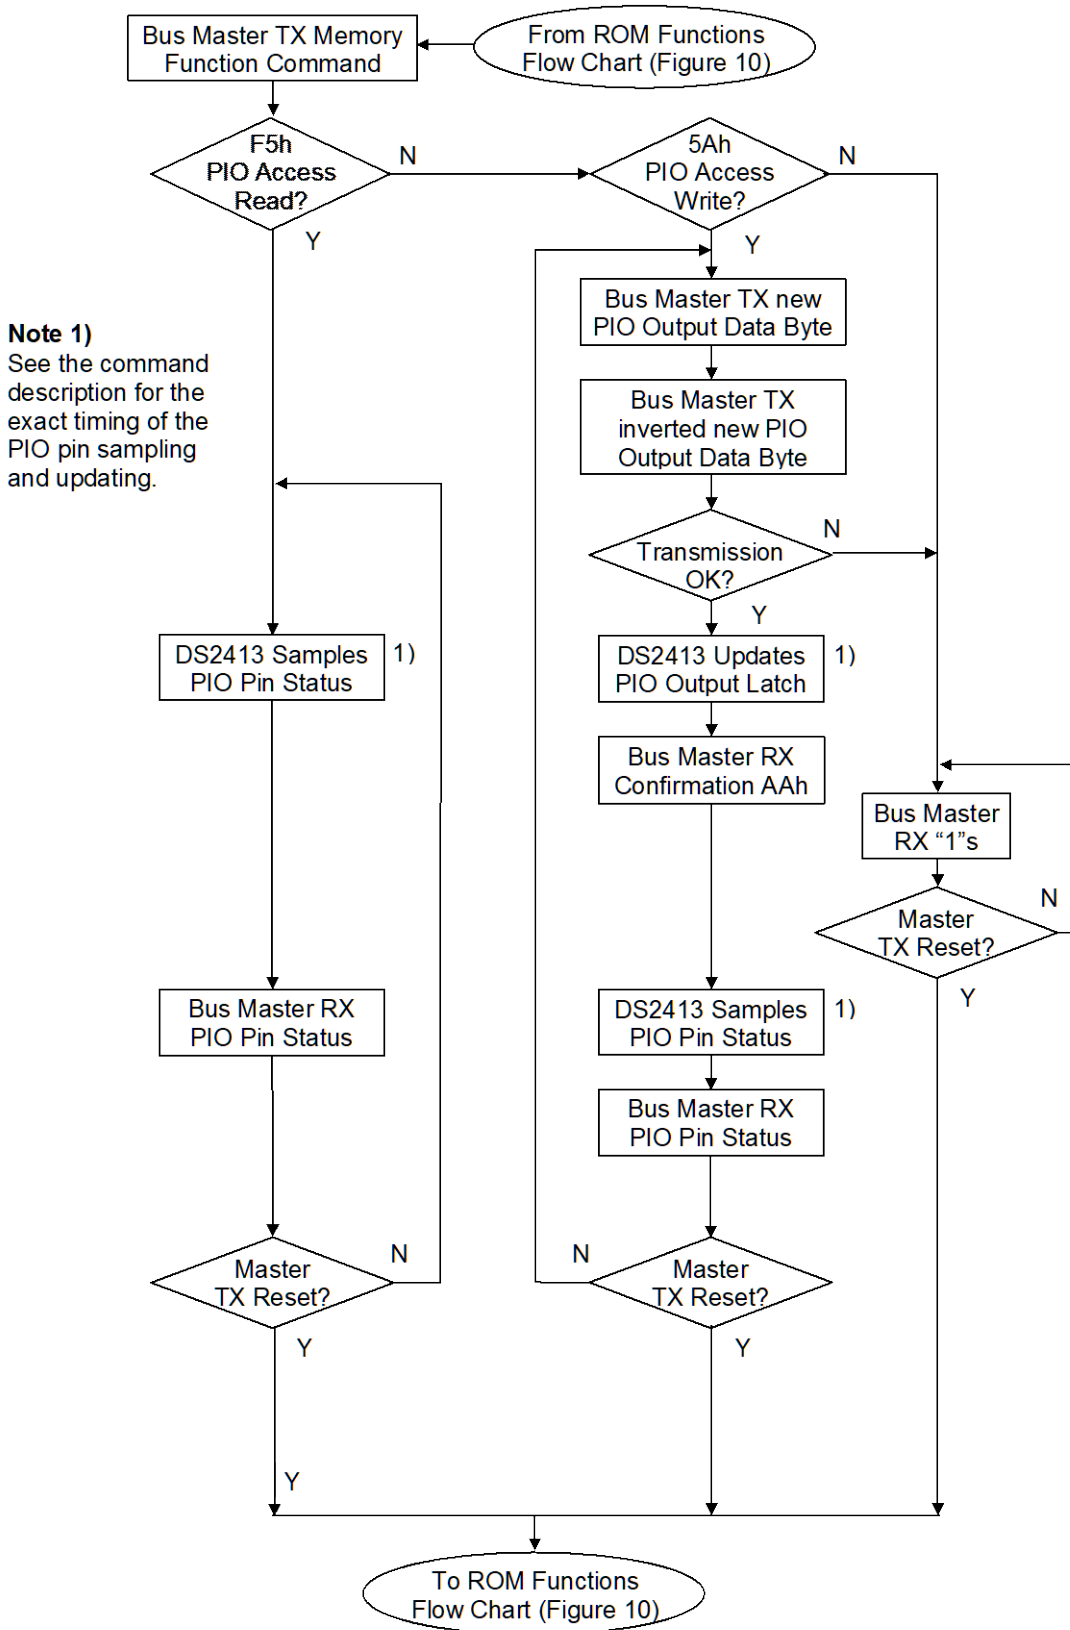 Bus Master TX Memory
Function Command
From ROM Functions
Flow Chart (Figure 10)
F5h
PIO Access
Read?
N
Y
5Ah
PIO Access
Write?
N
Y
Note 1)
See the command
description for the
exact timing of the
PIO pin sampling
and updating.
Bus Master TX new
PIO Output Data Byte
Bus Master TX
inverted new PIO
Output Data Byte
Transmission
OK?
N
Y
DS2413 Samples
PIO Pin Status
1)
DS2413 Updates
PIO Output Latch
1)
Bus Master RX
Confirmation AAh
Bus Master
RX “1”s
Master
TX Reset?
N
Y
Bus Master RX
PIO Pin Status
DS2413 Samples
PIO Pin Status
1)
Bus Master RX
PIO Pin Status
Master
TX Reset?
N
Y
N
Master
TX Reset?
Y
Y
To ROM Functions
Flow Chart (Figure 10)